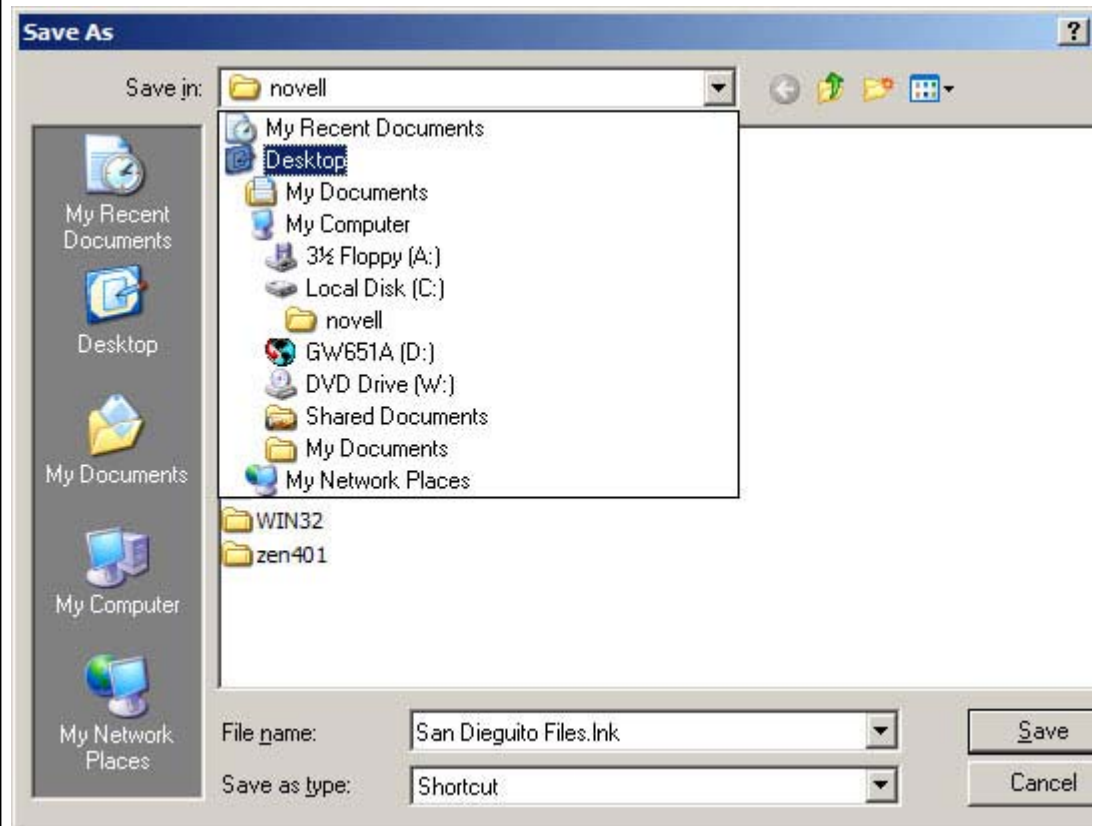 Save As
?
Save in:
novell
My Recent Documents
Desktop
My Documents
My Computer
3½ Floppy (A:)
Local Disk (C:)
novell
GW651A (D:)
DVD Drive (W:)
Shared Documents
My Documents
My Network Places
WIN32
zen401
My Recent
Documents
Desktop
My Documents
My Computer
My Network
Places
File name:
San Dieguito Files.lnk
Save
Save as type:
Shortcut
Cancel